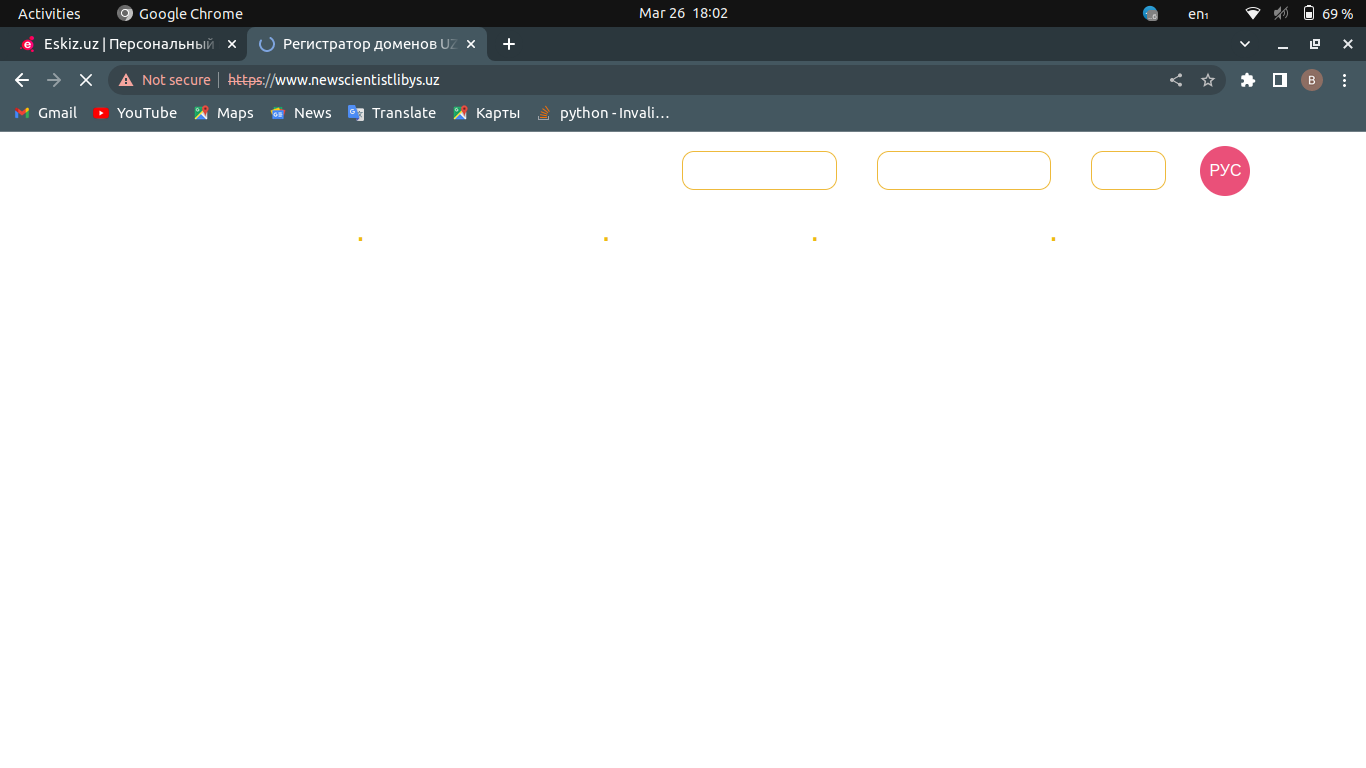 Activities Google Chrome Mar 26 18:02 en₁ 69 %
Eskiz.uz | Персональный Регистратор доменов UZ
Not secure https://www.newscientistlibys.uz B
Gmail YouTube Maps News Translate Карты python - Invali…
РУС